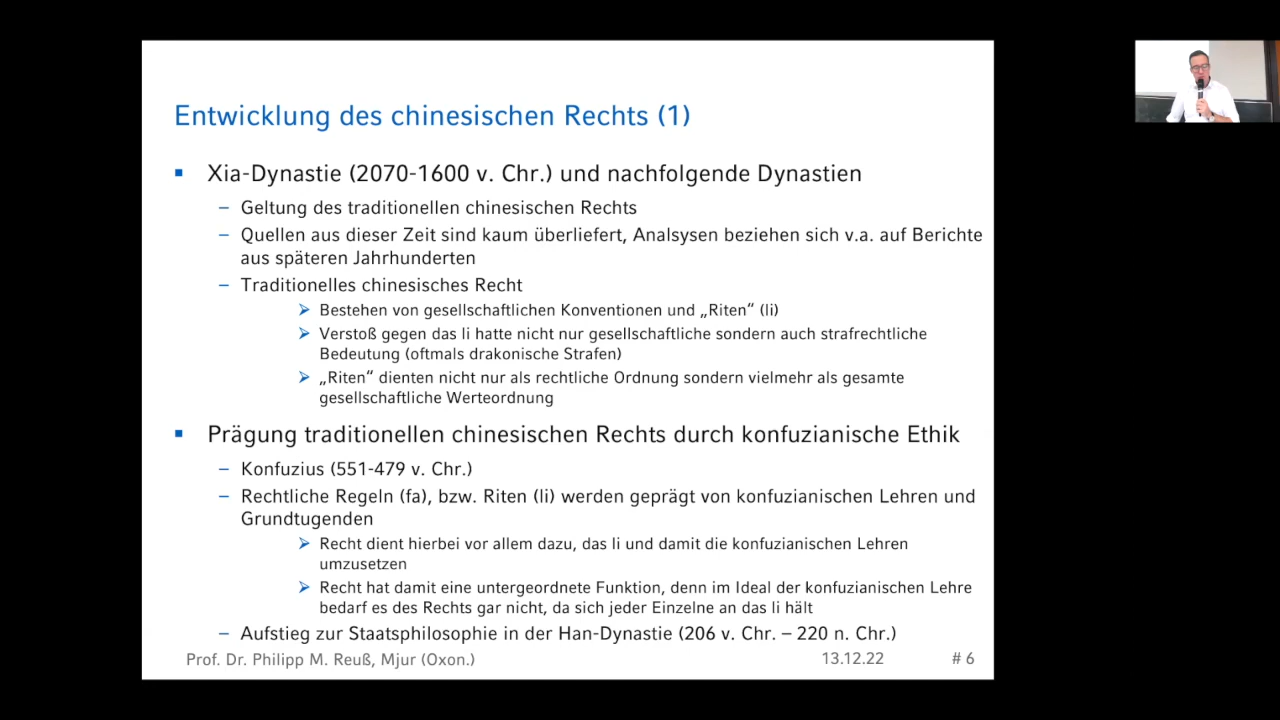 Entwicklung des chinesischen Rechts (1)
▪ Xia-Dynastie (2070-1600 v. Chr.) und nachfolgende Dynastien
– Geltung des traditionellen chinesischen Rechts
– Quellen aus dieser Zeit sind kaum überliefert, Analsysen beziehen sich v.a. auf Berichte
aus späteren Jahrhunderten
– Traditionelles chinesisches Recht
➢ Bestehen von gesellschaftlichen Konventionen und „Riten“ (li)
➢ Verstoß gegen das li hatte nicht nur gesellschaftliche sondern auch strafrechtliche
Bedeutung (oftmals drakonische Strafen)
➢ „Riten“ dienten nicht nur als rechtliche Ordnung sondern vielmehr als gesamte
gesellschaftliche Werteordnung
▪ Prägung traditionellen chinesischen Rechts durch konfuzianische Ethik
– Konfuzius (551-479 v. Chr.)
– Rechtliche Regeln (fa), bzw. Riten (li) werden geprägt von konfuzianischen Lehren und
Grundtugenden
➢ Recht dient hierbei vor allem dazu, das li und damit die konfuzianischen Lehren
umzusetzen
➢ Recht hat damit eine untergeordnete Funktion, denn im Ideal der konfuzianischen Lehre
bedarf es des Rechts gar nicht, da sich jeder Einzelne an das li hält
– Aufstieg zur Staatsphilosophie in der Han-Dynastie (206 v. Chr. – 220 n. Chr.)
Prof. Dr. Philipp M. Reuß, Mjur (Oxon.) 13.12.22 # 6